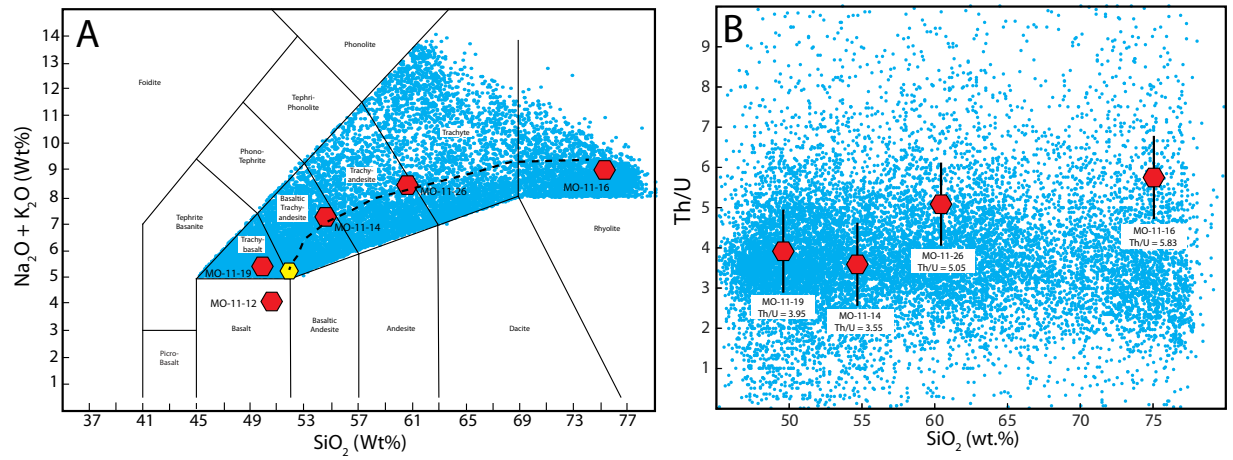 A
Na2O + K2O (Wt%)
14
13
12
11
10
9
8
7
6
5
4
3
2
1
Foidite
Phonolite
Tephri-
Phonolite
Phono-
Tephrite
Tephrite
Basanite
Trachyte
Trachy-
andesite
Basaltic
Trachy-
andesite
Trachy-
basalt
MO-11-26
MO-11-16
MO-11-14
MO-11-19
MO-11-12
Rhyolite
Basalt
Basaltic
Andesite
Andesite
Dacite
Picro-
Basalt
37 41 45 49 51 54 57 61 65 69 73 77
SiO2 (Wt%)
B
Th/U
9
8
7
6
5
4
3
2
1
MO-11-19
Th/U = 3.95
MO-11-14
Th/U = 3.55
MO-11-26
Th/U = 5.05
MO-11-16
Th/U = 5.83
50 55 60 65 70 75
SiO2 (wt.%)